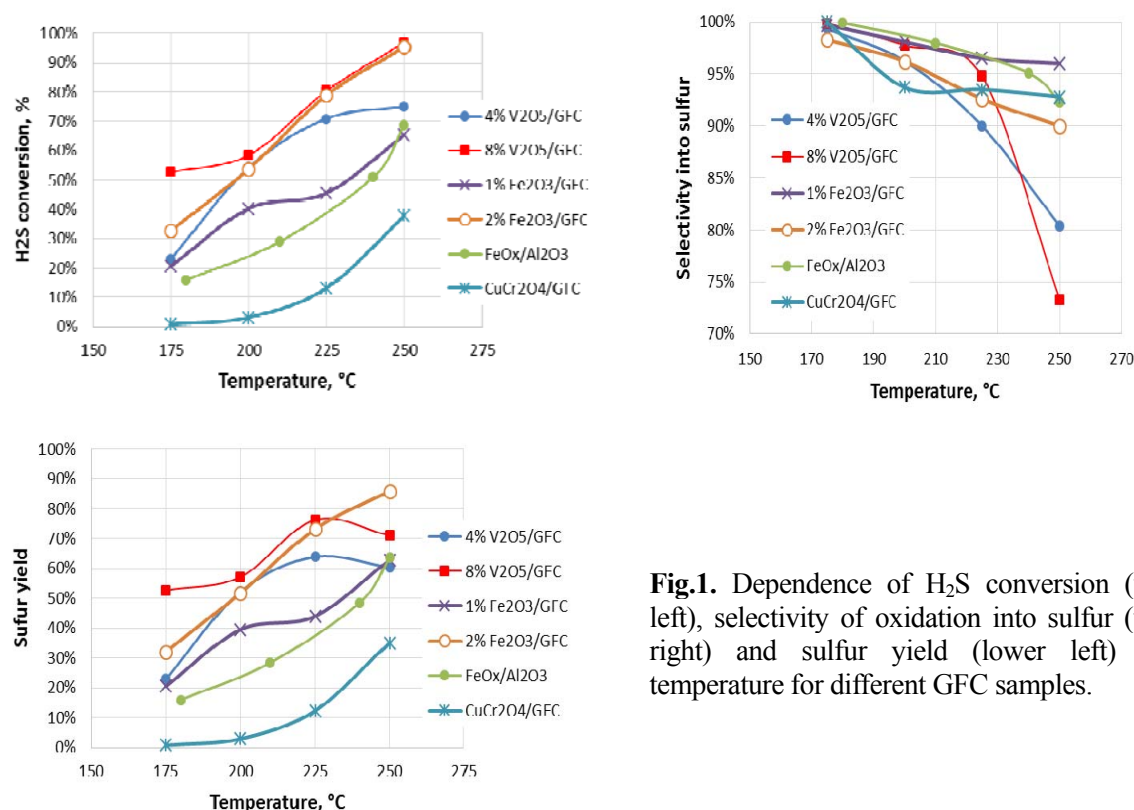 H2S conversion, %
100%
90%
80%
70%
60%
50%
40%
30%
20%
10%
0%
150 175 200 225 250 275
Temperature, °C
4% V2O5/GFC
8% V2O5/GFC
1% Fe2O3/GFC
2% Fe2O3/GFC
FeOx/Al2O3
CuCr2O4/GFC
Selectivity into sulfur
100%
95%
90%
85%
80%
75%
70%
150 170 190 210 230 250 270
Temperature, °C
4% V2O5/GFC
8% V2O5/GFC
1% Fe2O3/GFC
2% Fe2O3/GFC
FeOx/Al2O3
CuCr2O4/GFC
Sufur yield
100%
90%
80%
70%
60%
50%
40%
30%
20%
10%
0%
150 175 200 225 250 275
Temperature, °C
4% V2O5/GFC
8% V2O5/GFC
1% Fe2O3/GFC
2% Fe2O3/GFC
FeOx/Al2O3
CuCr2O4/GFC
Fig.1. Dependence of H₂S conversion (
left), selectivity of oxidation into sulfur (
right) and sulfur yield (lower left)
temperature for different GFC samples.